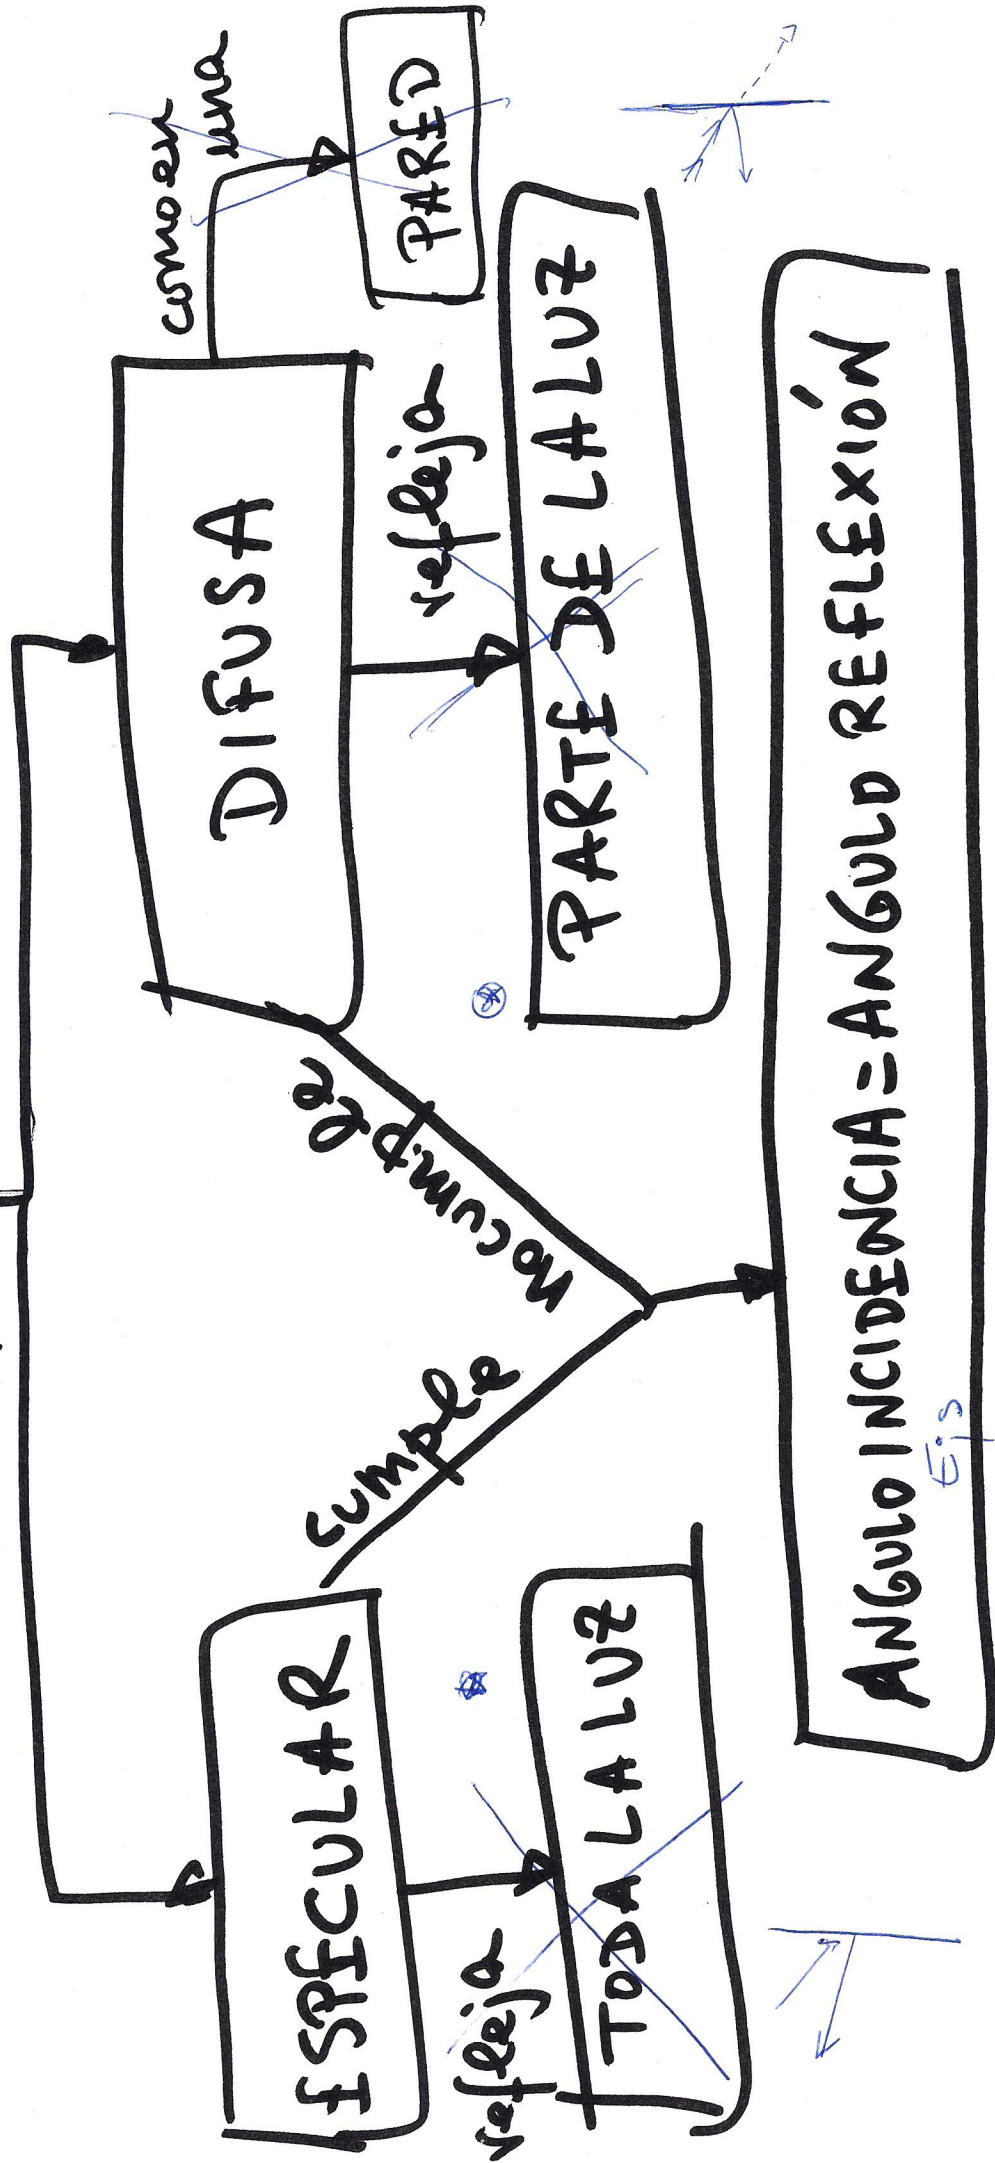 como en
una
PARED
DIFUSA
refleja
PARTE DE LA LUZ
no cumple
cumple
ESPECULAR
refleja
TODA LA LUZ
ANGULO INCIDENCIA = ANGULO REFLEXIÓN
Ejs